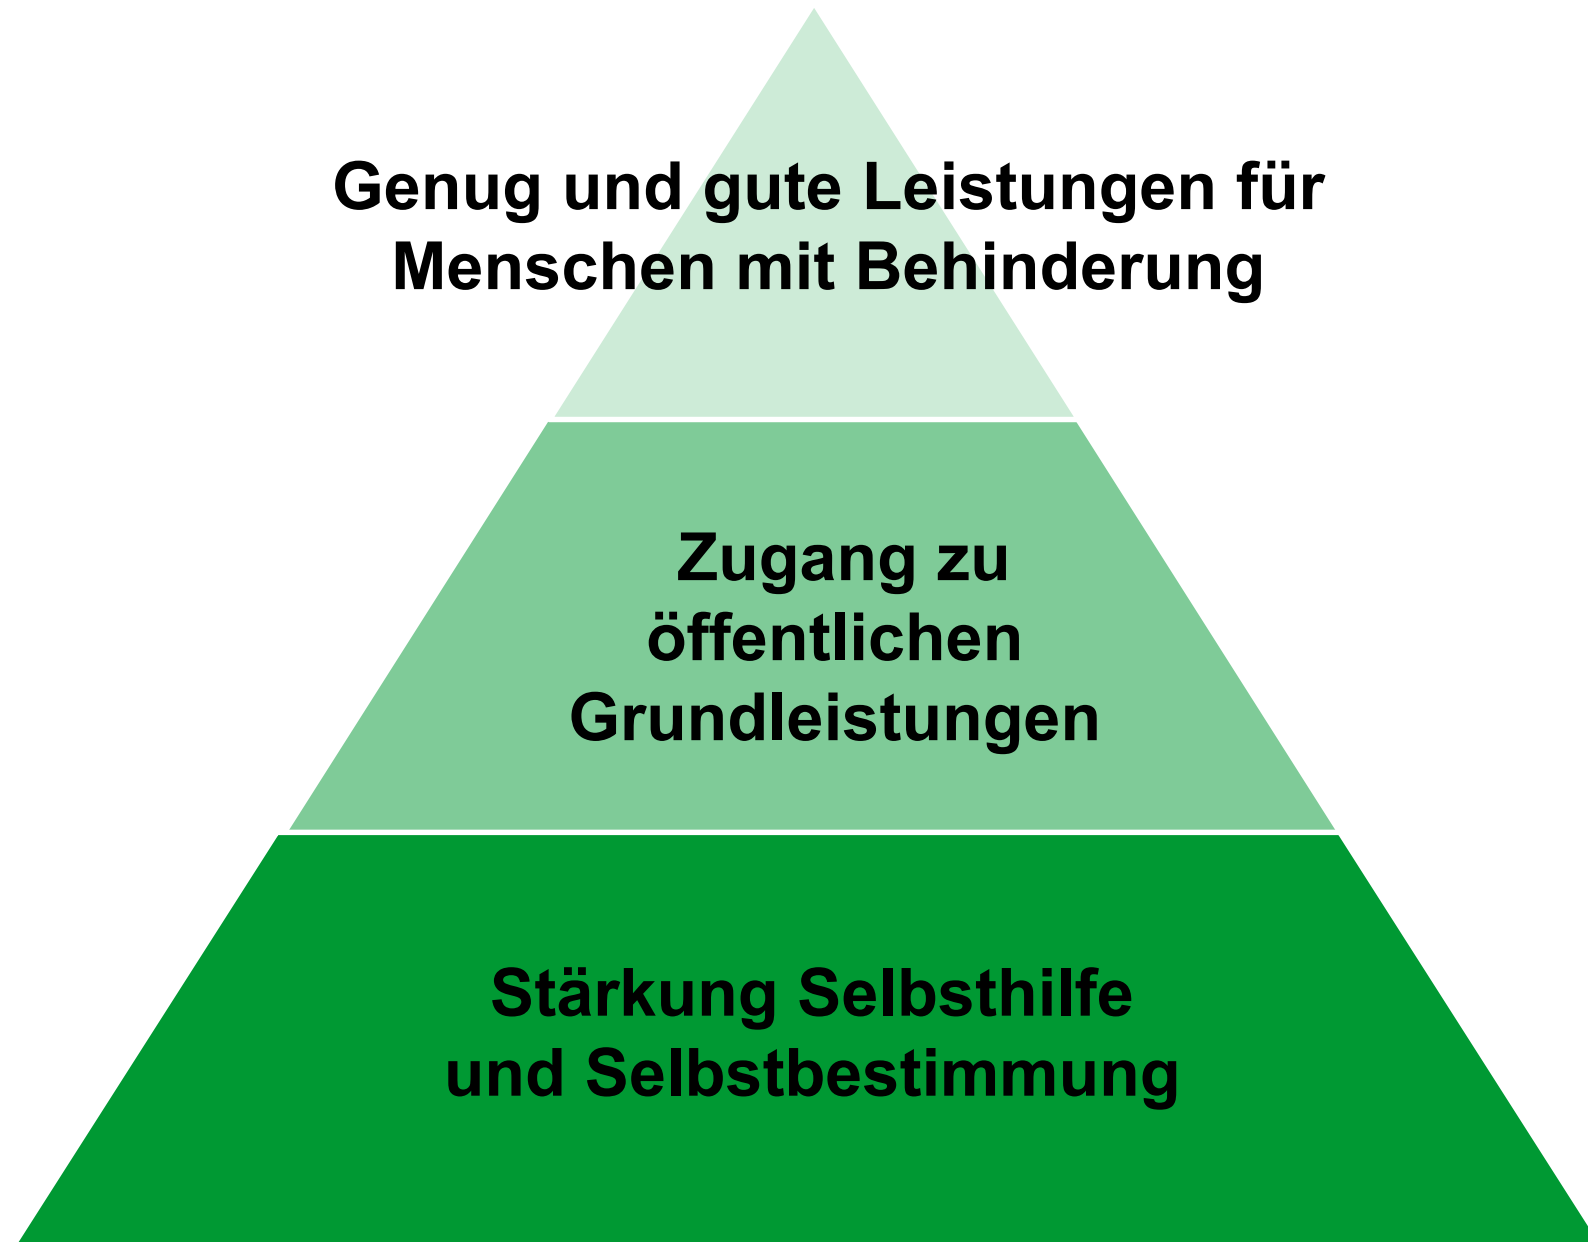 Genug und gute Leistungen für
Menschen mit Behinderung
Zugang zu
öffentlichen
Grundleistungen
Stärkung Selbsthilfe
und Selbstbestimmung